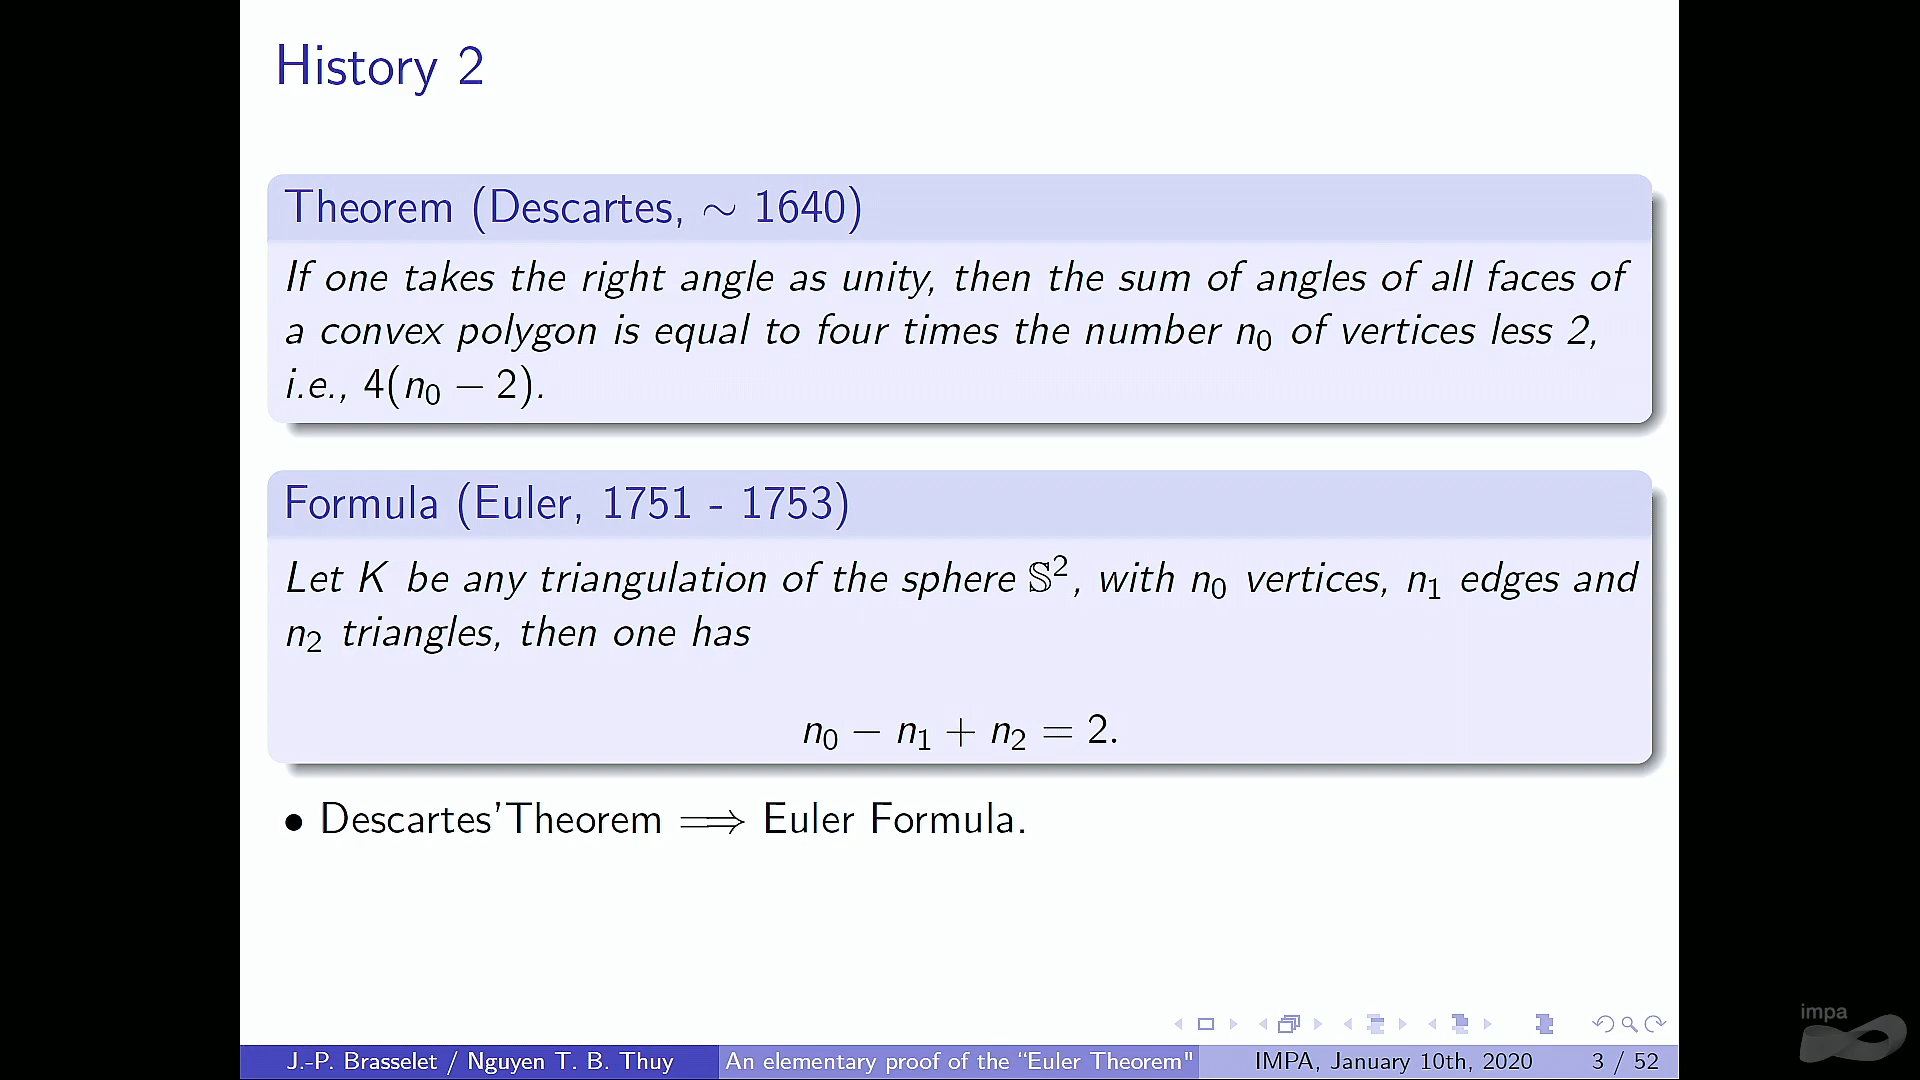 History 2
Theorem (Descartes, ∼ 1640)
If one takes the right angle as unity, then the sum of angles of all faces of
a convex polygon is equal to four times the number n₀ of vertices less 2,
i.e., 4(n₀ − 2).
Formula (Euler, 1751 - 1753)
Let K be any triangulation of the sphere 𝕊², with n₀ vertices, n₁ edges and
n₂ triangles, then one has
n₀ − n₁ + n₂ = 2.
• Descartes'Theorem ⟹ Euler Formula.
impa
J.-P. Brasselet / Nguyen T. B. Thuy An elementary proof of the “Euler Theorem" IMPA, January 10th, 2020 3 / 52